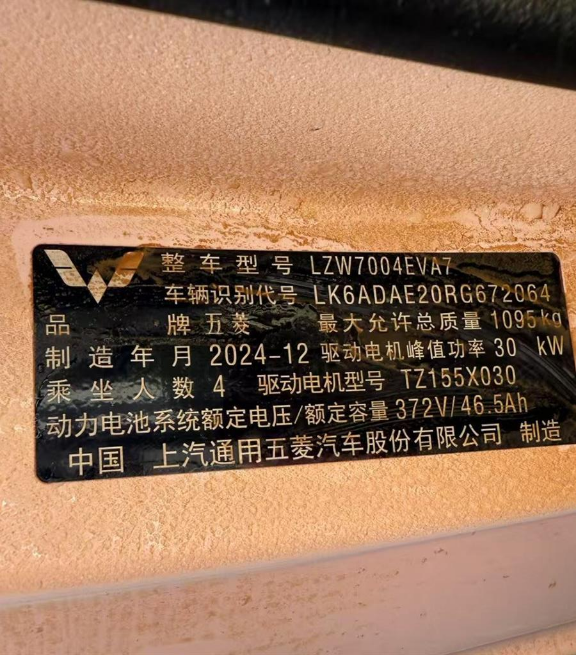 整车型号 LZW7004EVA7
车辆识别代号 LK6ADAE20RG672064
品牌 五菱 最大允许总质量 1095kg
制造年月 2024-12 驱动电机峰值功率 30 kW
乘坐人数 4 驱动电机型号 TZ155X030
动力电池系统额定电压/额定容量 372V/46.5Ah
中国 上汽通用五菱汽车股份有限公司 制造